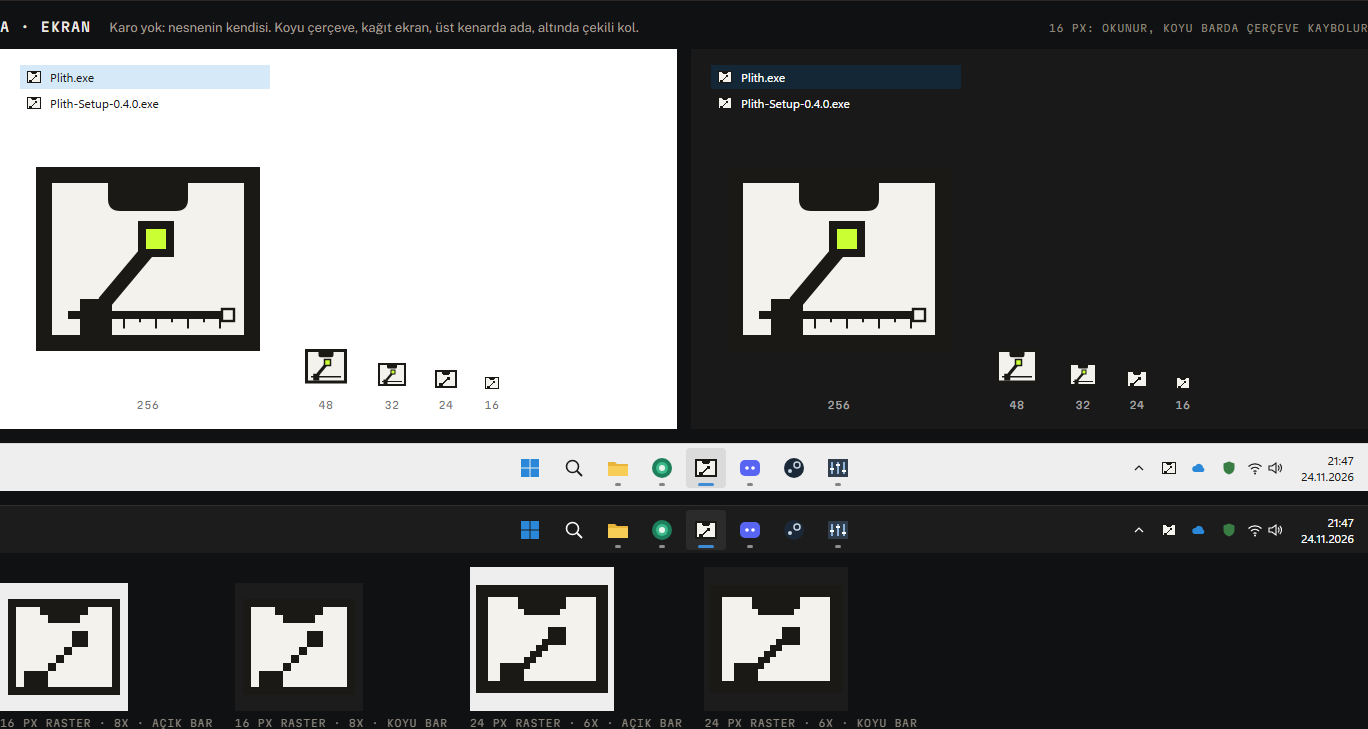 A · EKRAN Karo yok: nesnenin kendisi. Koyu çerçeve, kağıt ekran, üst kenarda ada, altında çekili kol. 16 PX: OKUNUR, KOYU BARDA ÇERÇEVE KAYBOLUR
Plith.exe
Plith-Setup-0.4.0.exe
256 48 32 24 16
Plith.exe
Plith-Setup-0.4.0.exe
256 48 32 24 16
21:47
24.11.2026
21:47
24.11.2026
16 PX RASTER · 8X · AÇIK BAR
16 PX RASTER · 8X · KOYU BAR
24 PX RASTER · 6X · AÇIK BAR
24 PX RASTER · 6X · KOYU BAR